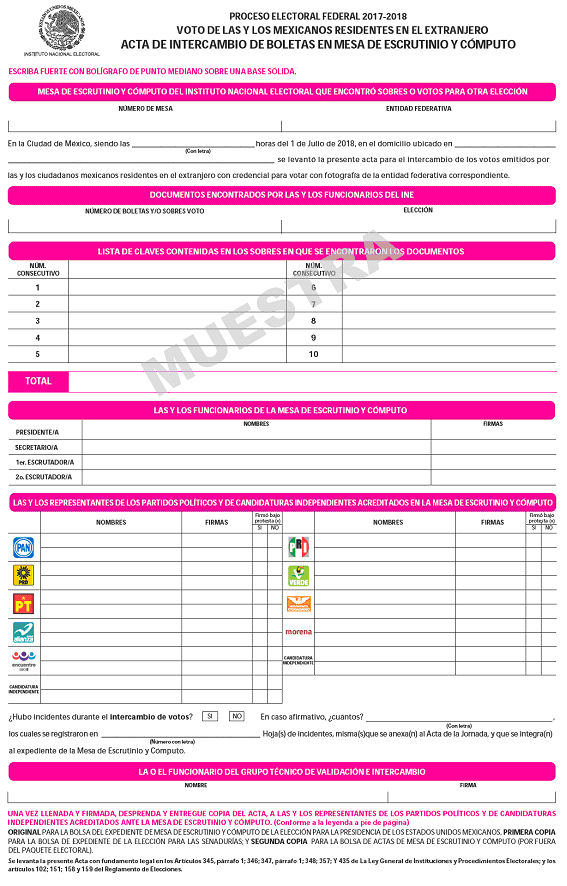 PROCESO ELECTORAL FEDERAL 2017-2018
VOTO DE LAS Y LOS MEXICANOS RESIDENTES EN EL EXTRANJERO
ACTA DE INTERCAMBIO DE BOLETAS EN MESA DE ESCRUTINIO Y CÓMPUTO
INSTITUTO NACIONAL ELECTORAL
ESCRIBA FUERTE CON BOLÍGRAFO DE PUNTO MEDIANO SOBRE UNA BASE SÓLIDA.
MESA DE ESCRUTINIO Y CÓMPUTO DEL INSTITUTO NACIONAL ELECTORAL QUE ENCONTRÓ SOBRES O VOTOS PARA OTRA ELECCIÓN
NÚMERO DE MESA ENTIDAD FEDERATIVA
En la Ciudad de México, siendo las horas del 1 de Julio de 2018, en el domicilio ubicado en
(Con letra)
se levantó la presente acta para el intercambio de los votos emitidos por
las y los ciudadanos mexicanos residentes en el extranjero con credencial para votar con fotografía de la entidad federativa correspondiente.
DOCUMENTOS ENCONTRADOS POR LAS Y LOS FUNCIONARIOS DEL INE
NÚMERO DE BOLETAS Y/O SOBRES VOTO ELECCIÓN
LISTA DE CLAVES CONTENIDAS EN LOS SOBRES EN QUE SE ENCONTRARON LOS DOCUMENTOS
NÚM. CONSECUTIVO NÚM. CONSECUTIVO
1 6
2 7
3 8
4 9
5 10
MUESTRA
TOTAL
LAS Y LOS FUNCIONARIOS DE LA MESA DE ESCRUTINIO Y CÓMPUTO
NOMBRES FIRMAS
PRESIDENTE/A
SECRETARIO/A
1er. ESCRUTADOR/A
2o. ESCRUTADOR/A
LAS Y LOS REPRESENTANTES DE LOS PARTIDOS POLÍTICOS Y DE CANDIDATURAS INDEPENDIENTES ACREDITADOS EN LA MESA DE ESCRUTINIO Y CÓMPUTO
NOMBRES FIRMAS Firmó bajo protesta (x) SI NO NOMBRES FIRMAS Firmó bajo protesta (x) SI NO
PAN PRI
PRD VERDE
PT
alianza morena
encuentro CANDIDATURA INDEPENDIENTE
CANDIDATURA INDEPENDIENTE
¿Hubo incidentes durante el intercambio de votos? SI NO En caso afirmativo, ¿cuántos? ,
(Con letra)
los cuales se registraron en Hoja(s) de incidentes, misma(s)que se anexa(n) al Acta de la Jornada, y que se integra(n)
(Número con letra)
al expediente de la Mesa de Escrutinio y Computo.
LA O EL FUNCIONARIO DEL GRUPO TÉCNICO DE VALIDACIÓN E INTERCAMBIO
NOMBRE FIRMA
UNA VEZ LLENADA Y FIRMADA, DESPRENDA Y ENTREGUE COPIA DEL ACTA, A LAS Y LOS REPRESENTANTES DE LOS PARTIDOS POLÍTICOS Y DE CANDIDATURAS
INDEPENDIENTES ACREDITADOS ANTE LA MESA DE ESCRUTINIO Y CÓMPUTO. (Conforme a la leyenda a pie de página)
ORIGINAL PARA LA BOLSA DEL EXPEDIENTE DE MESA DE ESCRUTINIO Y CÓMPUTO DE LA ELECCIÓN PARA LA PRESIDENCIA DE LOS ESTADOS UNIDOS MEXICANOS, PRIMERA COPIA
PARA LA BOLSA DE EXPEDIENTE DE LA ELECCIÓN PARA LAS SENADURÍAS; Y SEGUNDA COPIA PARA LA BOLSA DE ACTAS DE MESA DE ESCRUTINIO Y CÓMPUTO (POR FUERA
DEL PAQUETE ELECTORAL).
Se levanta la presente Acta con fundamento legal en los Artículos 345, párrafo 1; 346; 347, párrafo 1; 348; 357; Y 435 de La Ley General de Instituciones y Procedimientos Electorales; y los
artículos 102; 151; 158 y 159 del Reglamento de Elecciones.